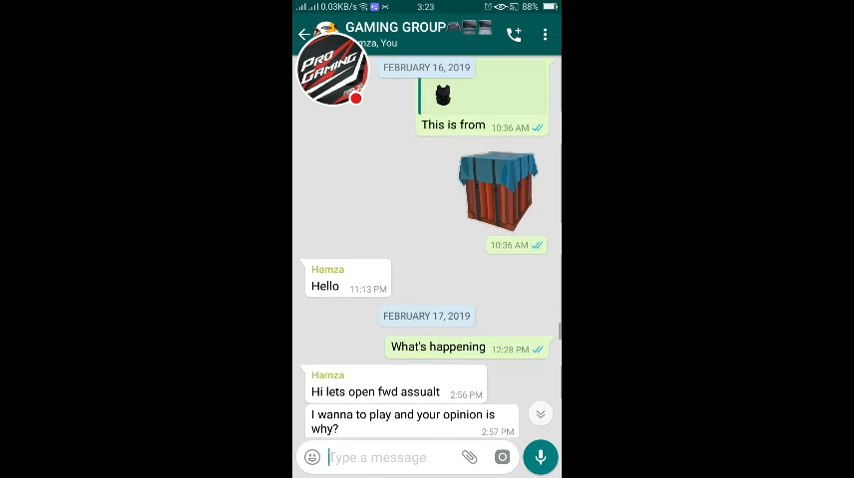 0.03KB/s 3:23 88%
GAMING GROUP
mza, You
PRO
GAMING
FEBRUARY 16, 2019
This is from 10:36 AM
10:36 AM
Hamza
Hello 11:13 PM
FEBRUARY 17, 2019
What's happening 12:28 PM
Hamza
Hi lets open fwd assualt 2:56 PM
I wanna to play and your opinion is
why? 2:57 PM
Type a message